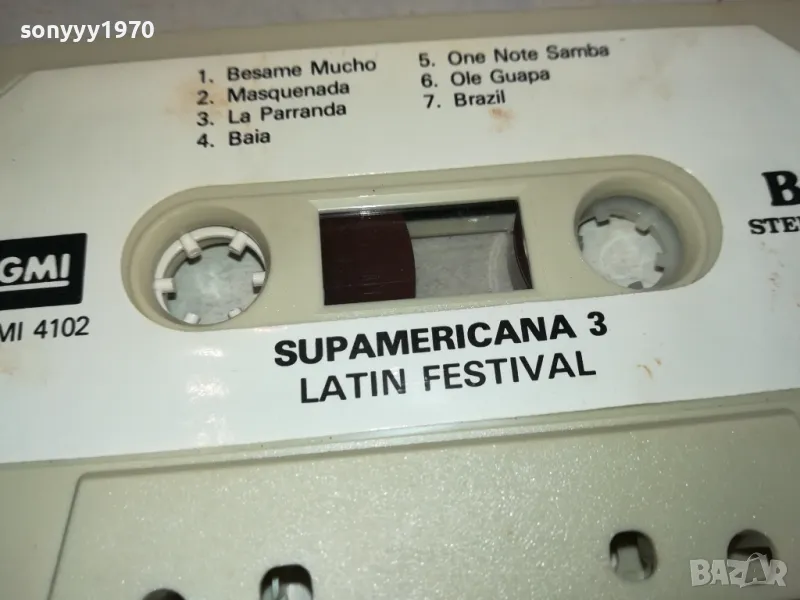 sonyyy1970
1. Besame Mucho
2. Masquenada
3. La Parranda
4. Baia
5. One Note Samba
6. Ole Guapa
7. Brazil
B
GMI
4102
SUPAMERICANA 3
LATIN FESTIVAL
BAZAR